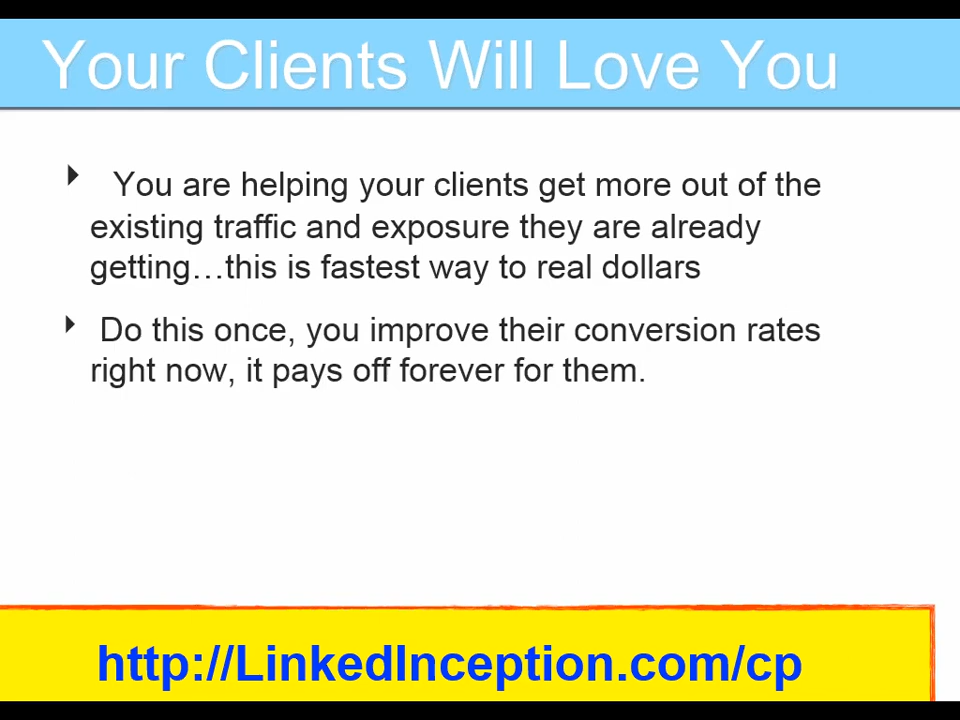 Your Clients Will Love You
You are helping your clients get more out of the
existing traffic and exposure they are already
getting…this is fastest way to real dollars
Do this once, you improve their conversion rates
right now, it pays off forever for them.
http://LinkedInception.com/cp